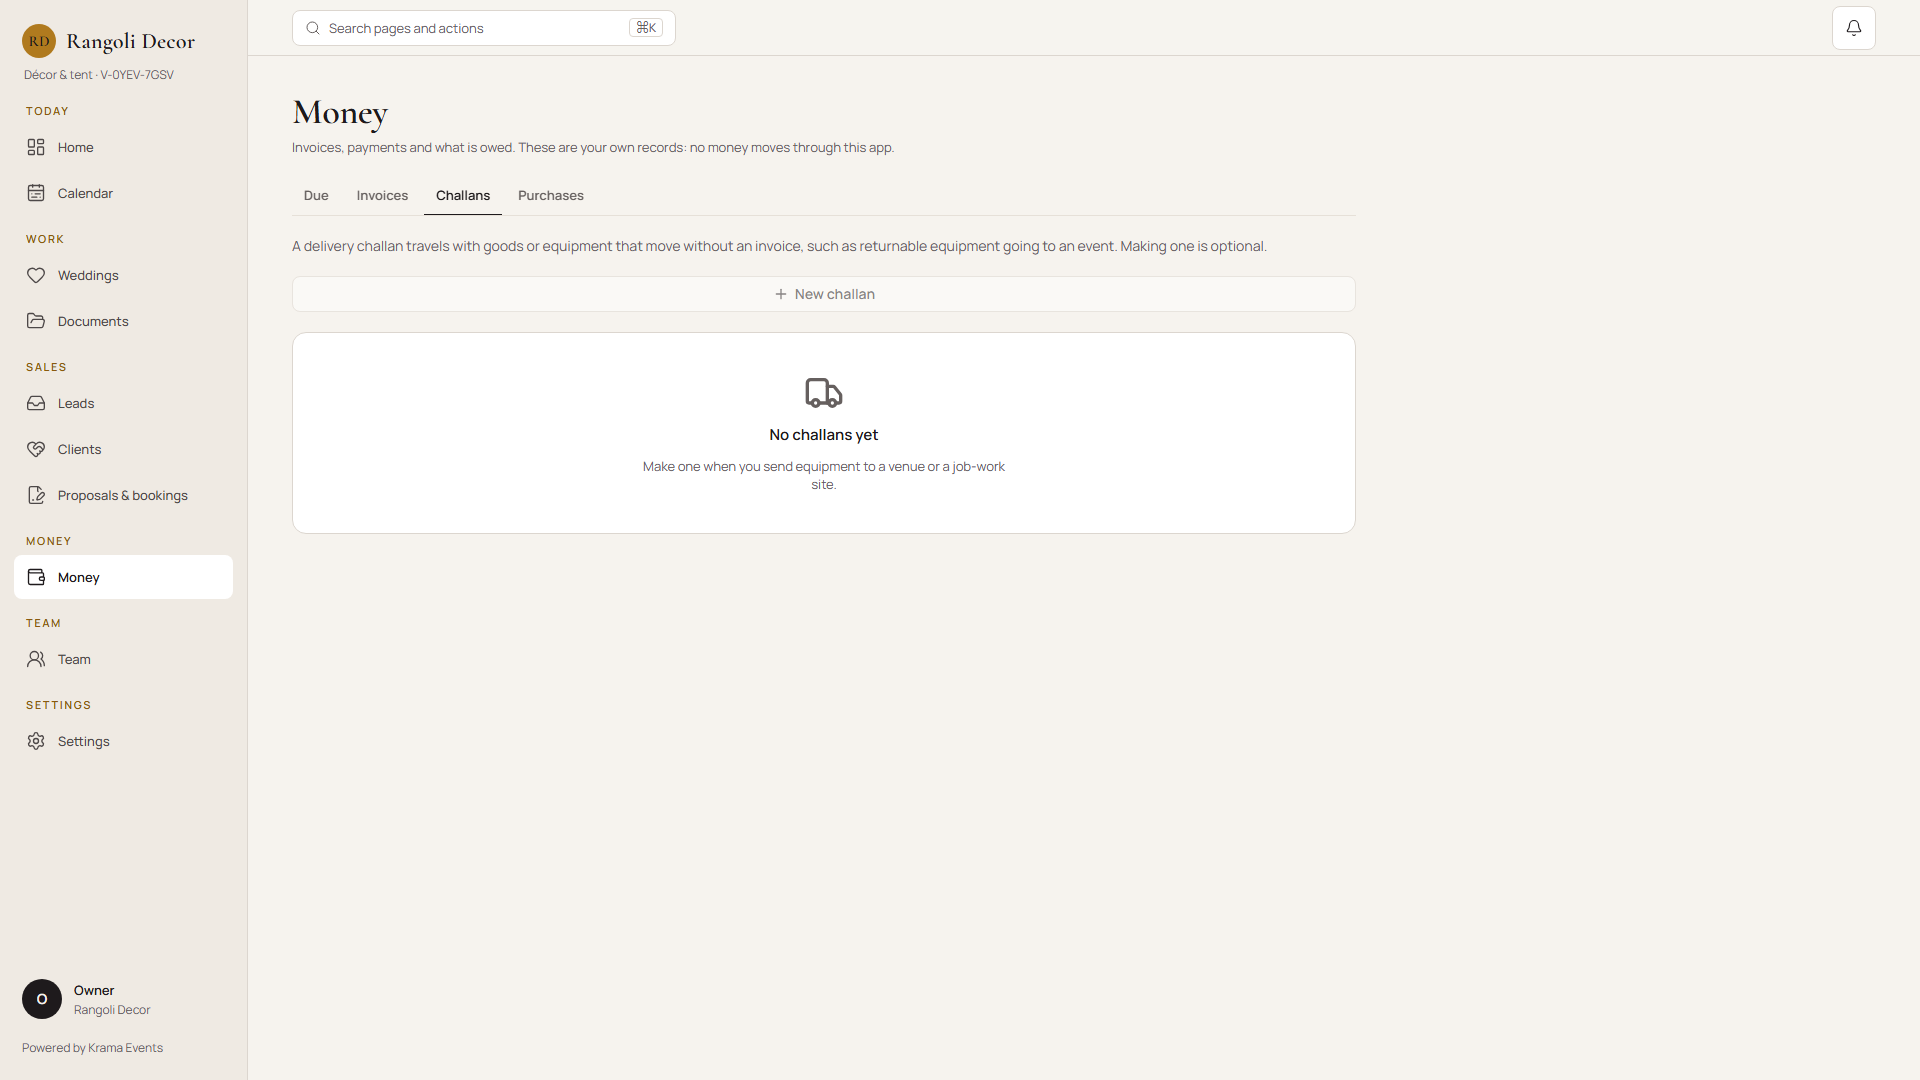 RD
Rangoli Decor
Décor & tent · V-0YEV-7GSV
TODAY
Home
Calendar
WORK
Weddings
Documents
SALES
Leads
Clients
Proposals & bookings
MONEY
Money
TEAM
Team
SETTINGS
Settings
O
Owner
Rangoli Decor
Powered by Krama Events
Search pages and actions
⌘K
Money
Invoices, payments and what is owed. These are your own records: no money moves through this app.
Due
Invoices
Challans
Purchases
A delivery challan travels with goods or equipment that move without an invoice, such as returnable equipment going to an event. Making one is optional.
+ New challan
No challans yet
Make one when you send equipment to a venue or a job-work
site.